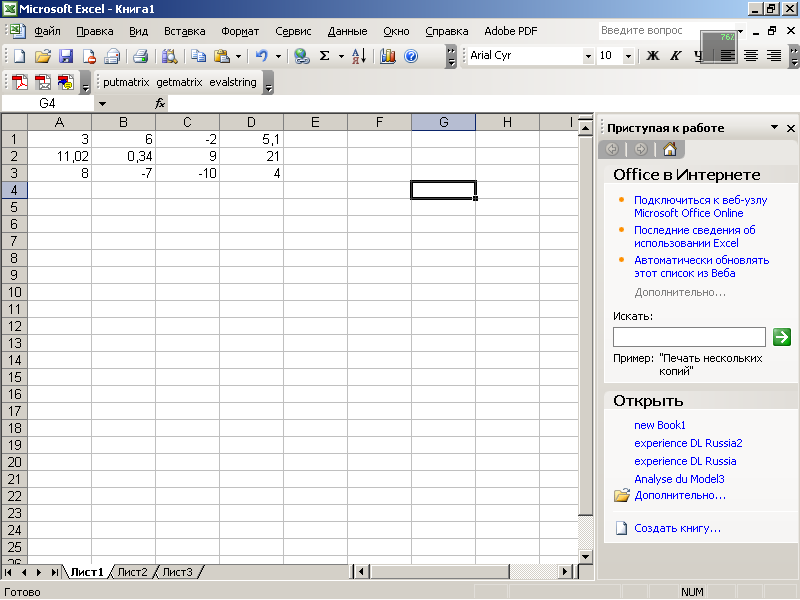 Microsoft Excel - Книга1
Файл Правка Вид Вставка Формат Сервис Данные Окно Справка Adobe PDF Введите вопрос
76%
Σ Arial Cyr 10 Ж К Ч
putmatrix getmatrix evalstring
G4 fx
A B C D E F G H I
1 3 6 -2 5,1
2 11,02 0,34 9 21
3 8 -7 -10 4
4
5
6
7
8
9
10
11
12
13
14
15
16
17
18
19
20
21
22
23
24
25
26
Лист1 Лист2 Лист3
Готово NUM
Приступая к работе
Office в Интернете
Подключиться к веб-узлу
Microsoft Office Online
Последние сведения об
использовании Excel
Автоматически обновлять
этот список из Веба
Дополнительно...
Искать:
Пример: "Печать нескольких
копий"
Открыть
new Book1
experience DL Russia2
experience DL Russia
Analyse du Model3
Дополнительно...
Создать книгу...